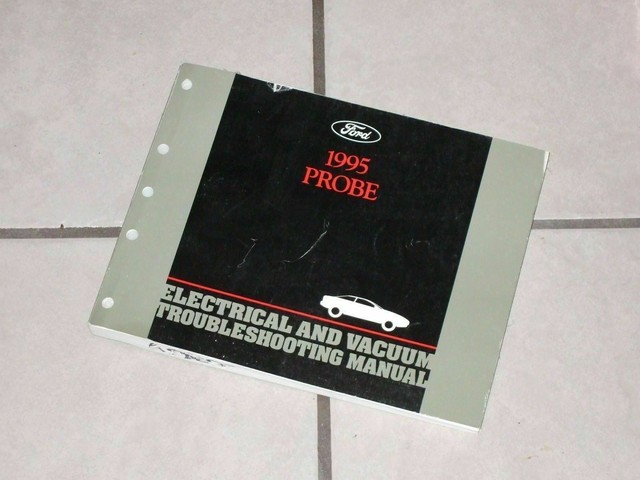 Ford
1995
PROBE
ELECTRICAL AND VACUUM
TROUBLESHOOTING MANUAL